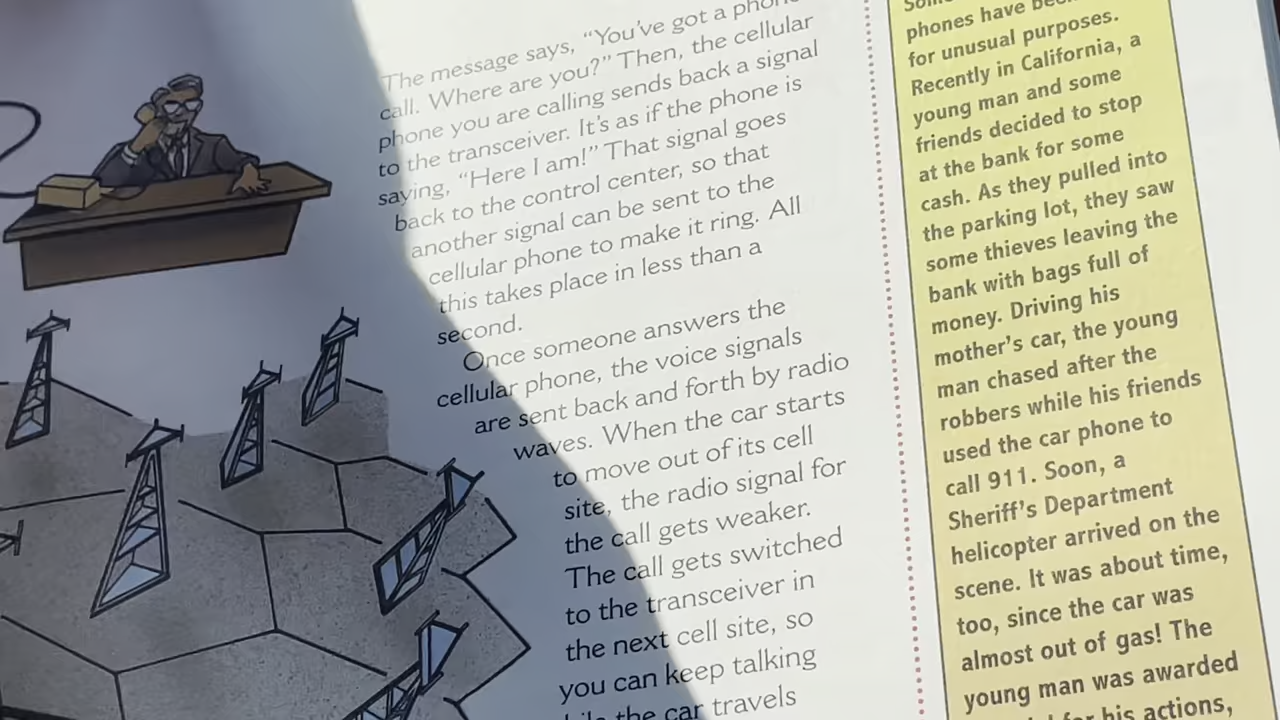 The message says, "You've got a phone
call. Where are you?" Then, the cellular
phone you are calling sends back a signal
to the transceiver. It's as if the phone is
saying, "Here I am!" That signal goes
back to the control center, so that
another signal can be sent to the
cellular phone to make it ring. All
this takes place in less than a
second.
Once someone answers the
cellular phone, the voice signals
are sent back and forth by radio
waves. When the car starts
to move out of its cell
site, the radio signal for
the call gets weaker.
The call gets switched
to the transceiver in
the next cell site, so
you can keep talking
the car travels
phones have been
for unusual purposes.
Recently in California, a
young man and some
friends decided to stop
at the bank for some
cash. As they pulled into
the parking lot, they saw
some thieves leaving the
bank with bags full of
money. Driving his
mother's car, the young
man chased after the
robbers while his friends
used the car phone to
call 911. Soon, a
Sheriff's Department
helicopter arrived on the
scene. It was about time,
too, since the car was
almost out of gas! The
young man was awarded
for his actions,